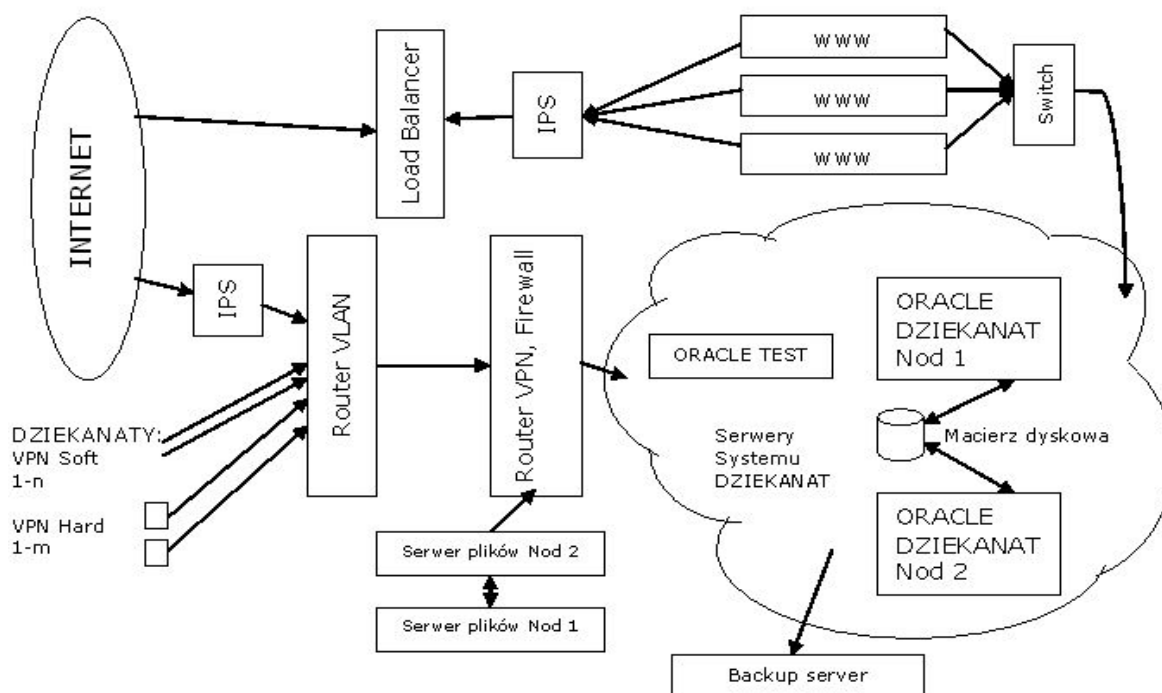 INTERNET
Load Balancer
IPS
www
www
www
Switch
IPS
Router VLAN
Router VPN, Firewall
DZIEKANATY:
VPN Soft
1-n
VPN Hard
1-m
Serwer plików Nod 2
Serwer plików Nod 1
ORACLE TEST
Serwery
Systemu
DZIEKANAT
ORACLE
DZIEKANAT
Nod 1
Macierz dyskowa
ORACLE
DZIEKANAT
Nod 2
Backup server